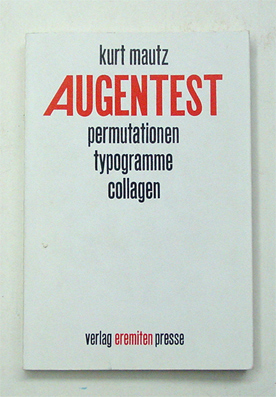 kurt mautz
AUGENTEST
permutationen
typogramme
collagen
verlag eremiten presse